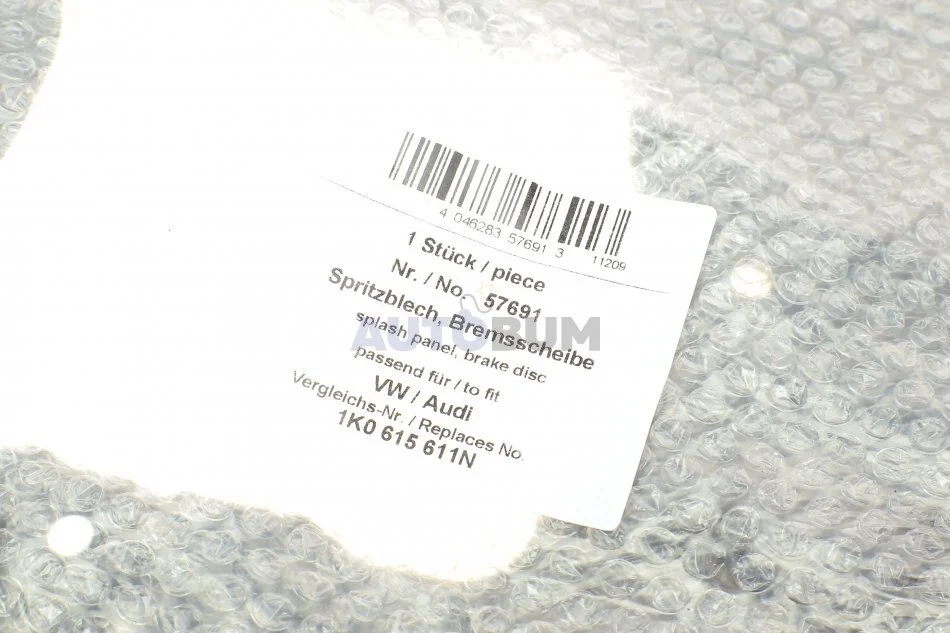 4 046283 57691 3
11209
1 Stück / piece
Nr. / No. 57691
Spritzblech, Bremsscheibe
AUTOBUM
splash panel, brake disc
passend für / to fit
VW / Audi
Vergleichs-Nr. / Replaces No.
1K0 615 611N